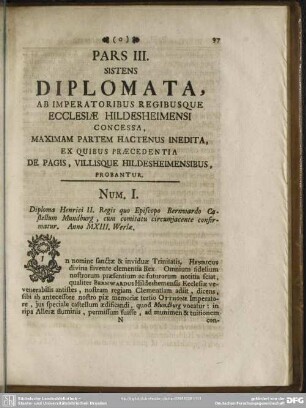 (o) 97
PARS III.
SISTENS
DIPLOMATA,
AB IMPERATORIBUS REGIBUSQUE
ECCLESIÆ HILDESHEIMENSI
CONCESSA,
MAXIMAM PARTEM HACTENUS INEDITA,
EX QUIBUS PRÆCEDENTIA
DE PAGIS, VILLISQUE HILDESHEIMENSIBUS,
PROBANTUR.
NUM. I.
Diploma Henrici II. Regis quo Episcopo Bernwardo Ca-
stellum Mundburg, cum comitatu circumjacente confir-
matur. Anno MXIII. Werlæ.
In nomine sanctæ & inviduæ Trinitatis, HENRICUS
divina favente clementia Rex Omnium fidelium
nostrorum præsentium ac futurorum notitia sciat,
qualiter BERNWARDUS Hildeshemensis Ecclesiæ ve-
venerabilis antistes, nostram regiam Clementiam adiit, dicens,
sibi ab antecessore nostro piæ memoriæ tertio OTTHONE Imperato-
re, jus speciale castellum ædificandi, quod Mundburg vocatur in
ripa Alleræ fluminis, permissum fuisse, ad munimen & tuitionem
N con-